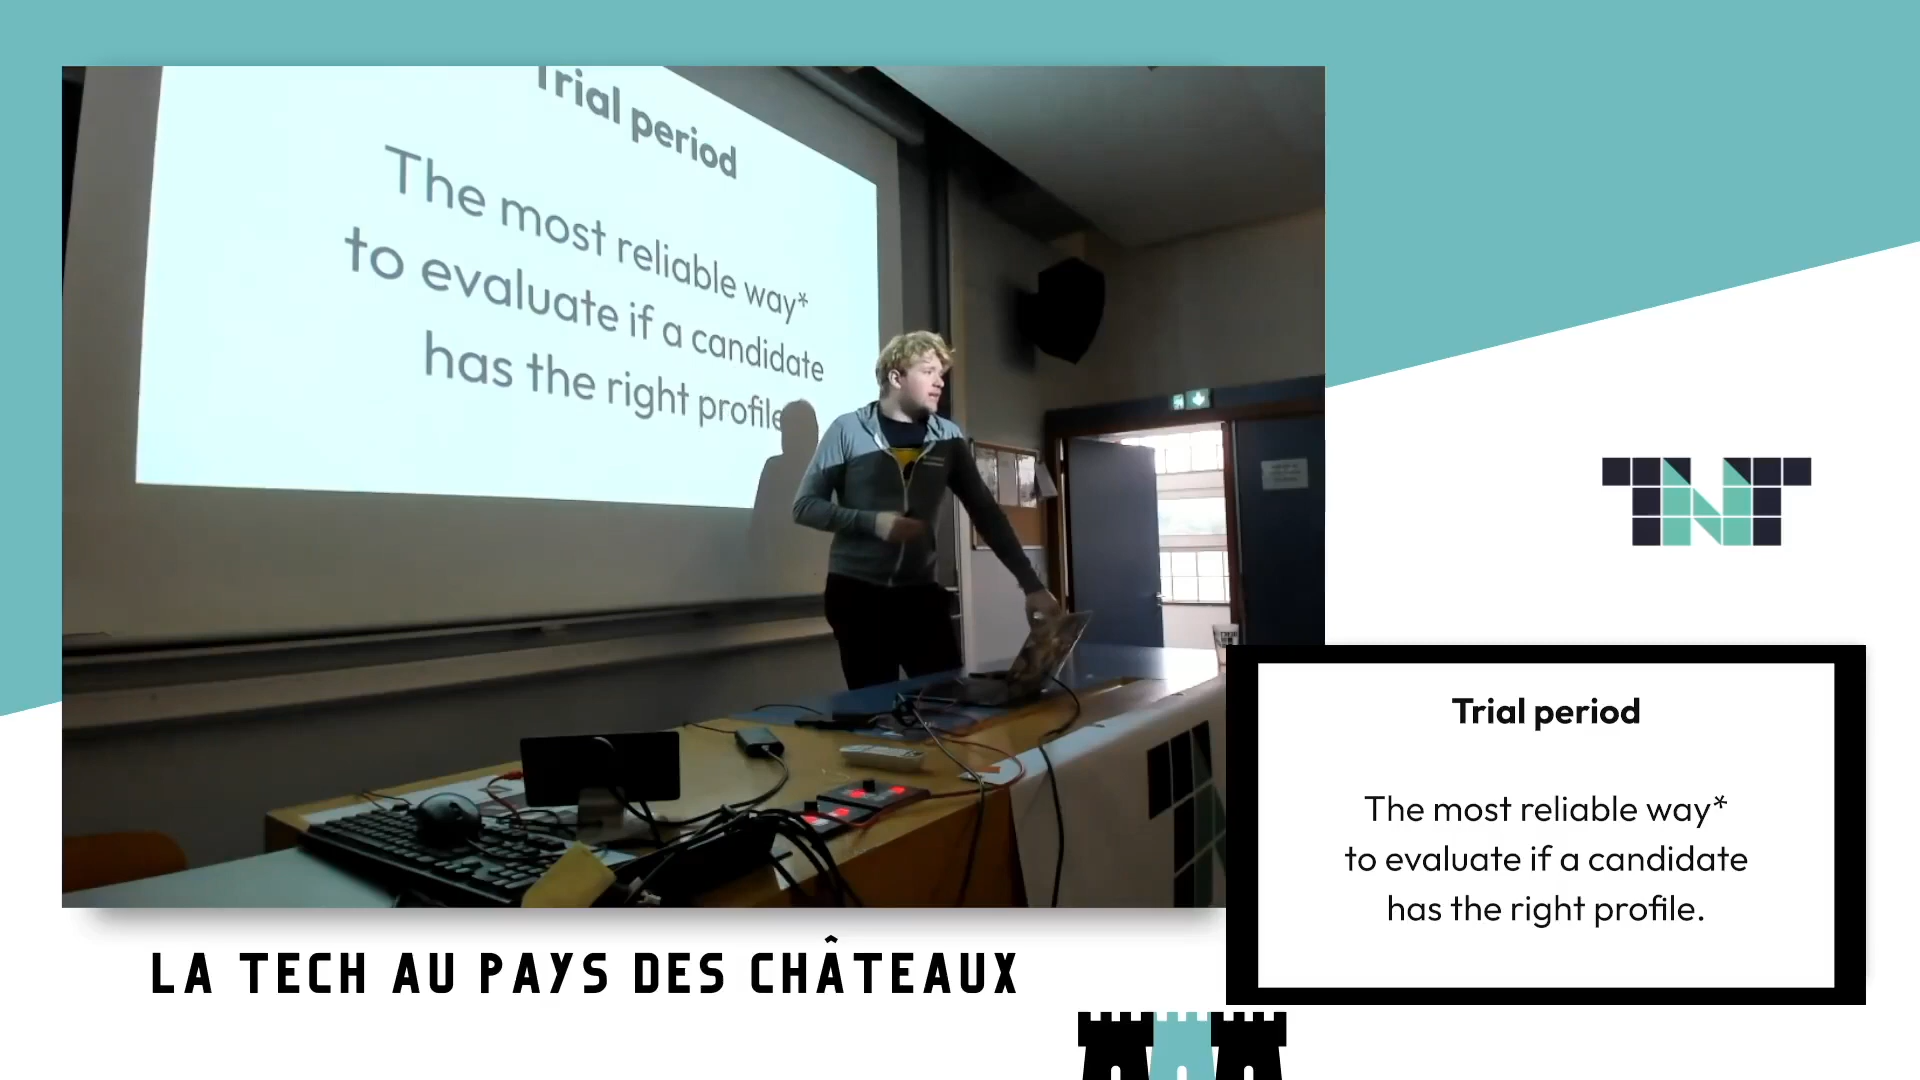 Trial period
The most reliable way*
to evaluate if a candidate
has the right profile
TNT
Trial period
The most reliable way*
to evaluate if a candidate
has the right profile.
LA TECH AU PAYS DES CHÂTEAUX